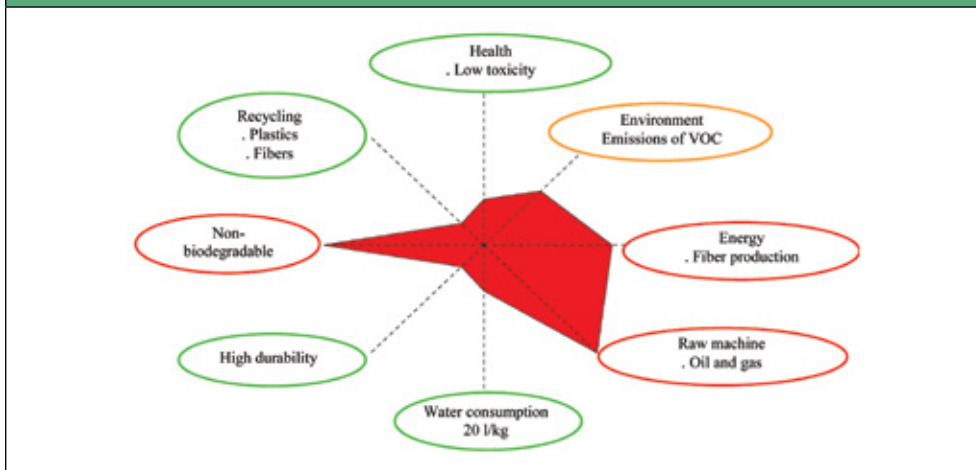 Health
. Low toxicity
Environment
Emissions of VOC
Recycling
. Plastics
. Fibers
Non-
biodegradable
Energy
. Fiber production
High durability
Raw machine
. Oil and gas
Water consumption
20 l/kg